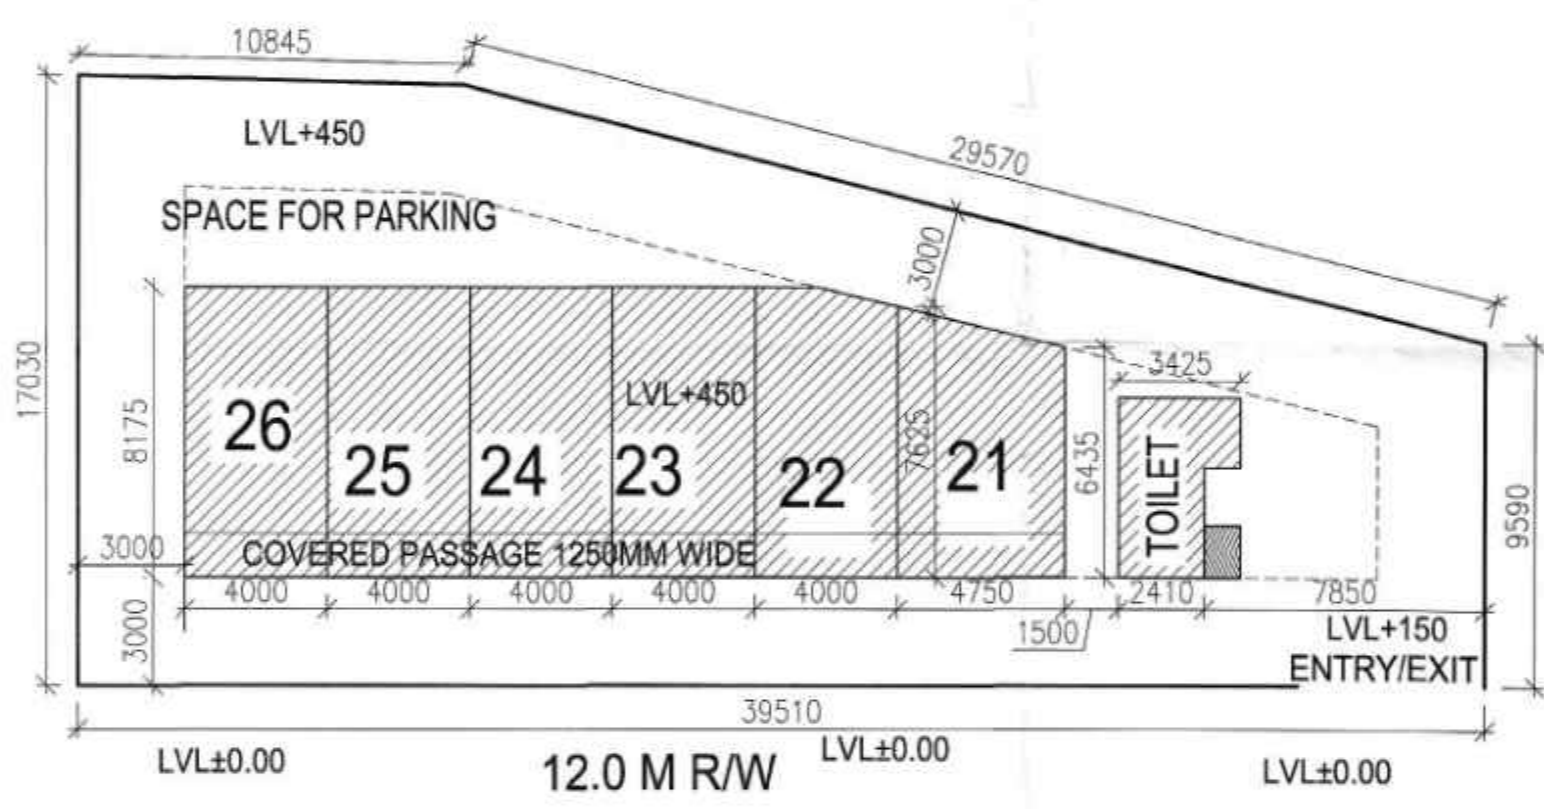 10845
29570
LVL+450
SPACE FOR PARKING
3000
17030
8175
26
25
24
23
22
21
LVL+450
7625
6435
3425
TOILET
9590
3000
COVERED PASSAGE 1250MM WIDE
4000
4000
4000
4000
4000
4750
1500
2410
7850
3000
LVL+150
ENTRY/EXIT
39510
LVL±0.00
12.0 M R/W
LVL±0.00
LVL±0.00